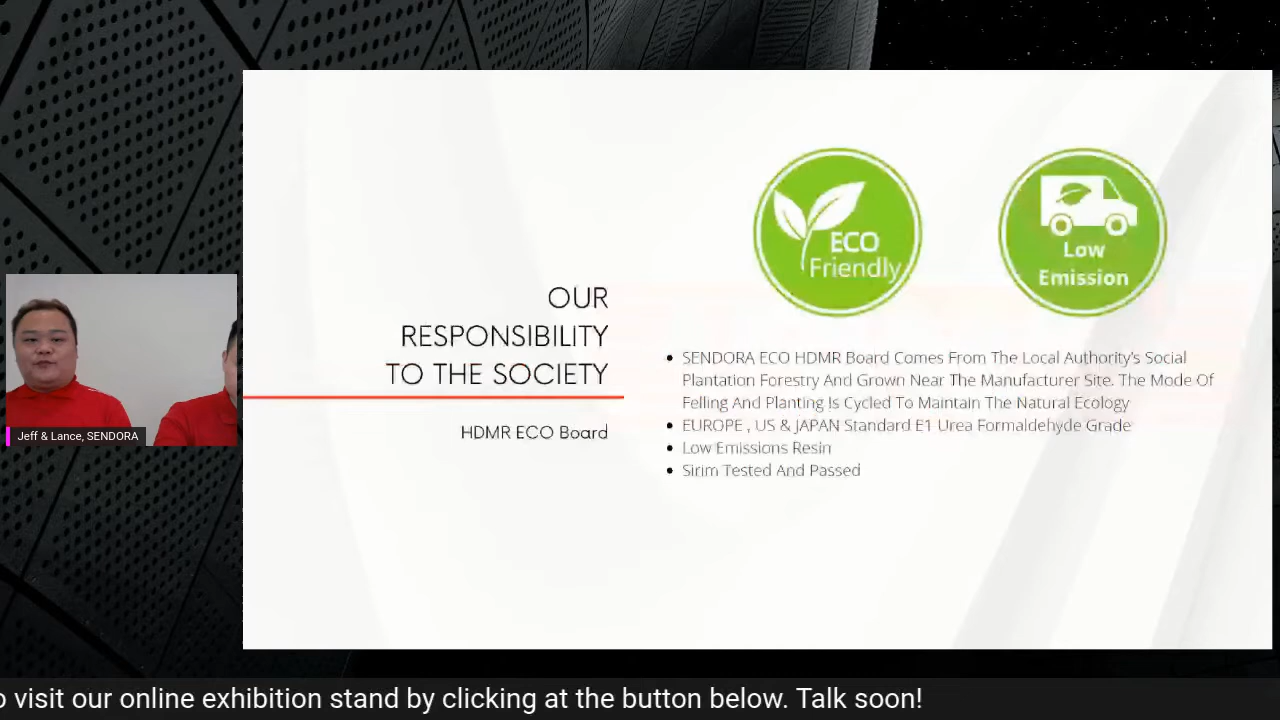 OUR
RESPONSIBILITY
TO THE SOCIETY
HDMR ECO Board
ECO
Friendly
Low
Emission
SENDORA ECO HDMR Board Comes From The Local Authority's Social
Plantation Forestry And Grown Near The Manufacturer Site. The Mode Of
Felling And Planting Is Cycled To Maintain The Natural Ecology
EUROPE , US & JAPAN Standard E1 Urea Formaldehyde Grade
Low Emissions Resin
Sirim Tested And Passed
Jeff & Lance, SENDORA
visit our online exhibition stand by clicking at the button below. Talk soon!